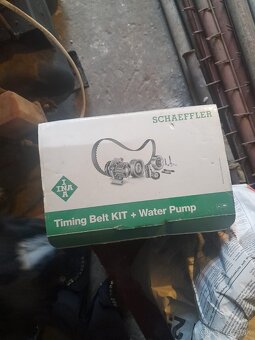 SCHAEFFLER
INA
Timing Belt KIT + Water Pump